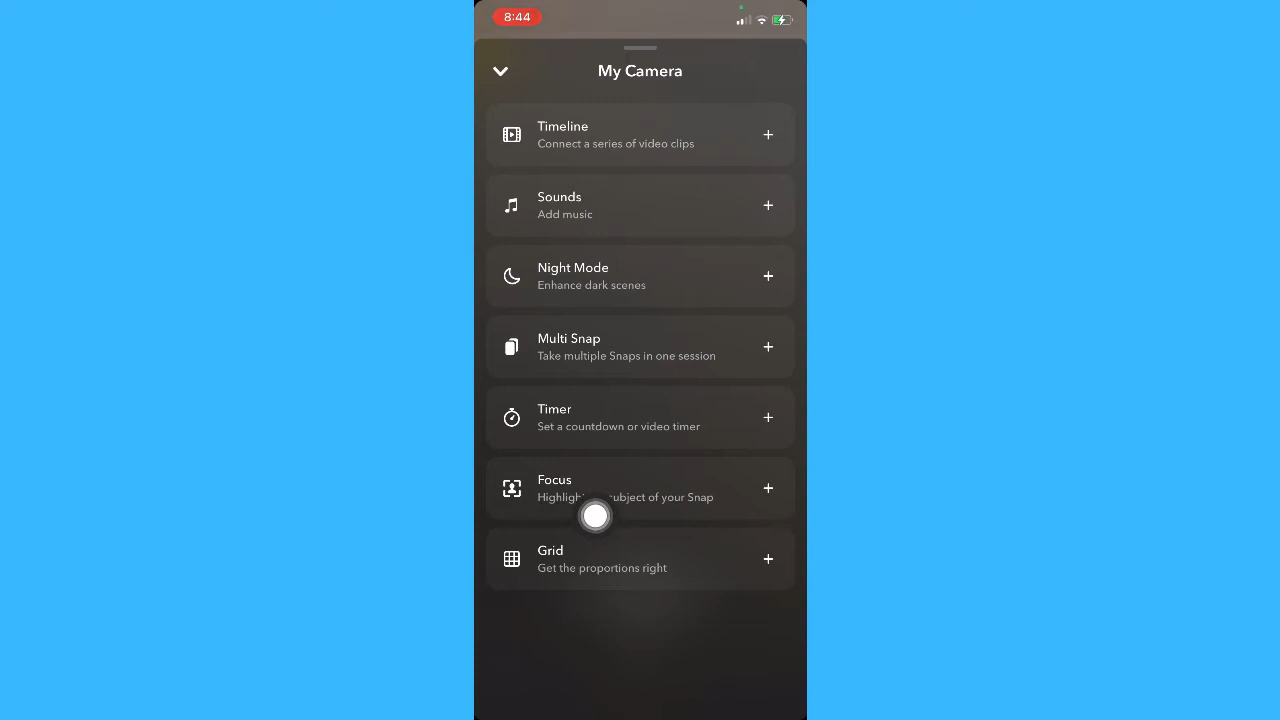 8:44
My Camera
Timeline
Connect a series of video clips
Sounds
Add music
Night Mode
Enhance dark scenes
Multi Snap
Take multiple Snaps in one session
Timer
Set a countdown or video timer
Focus
subject of your Snap
Grid
Get the proportions right